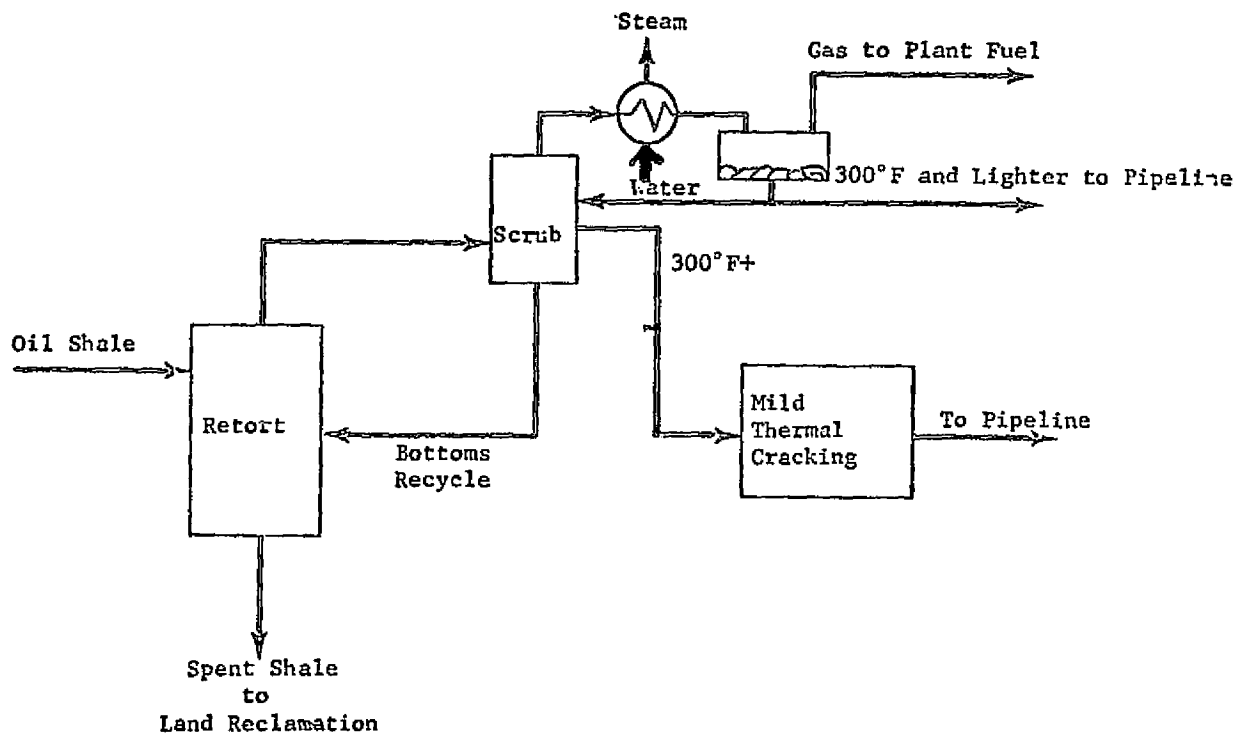 Steam
Gas to Plant Fuel
Water
300°F and Lighter to Pipeline
Scrub
300°F+
Oil Shale
Retort
Bottoms
Recycle
Mild
Thermal
Cracking
To Pipeline
Spent Shale
to
Land Reclamation